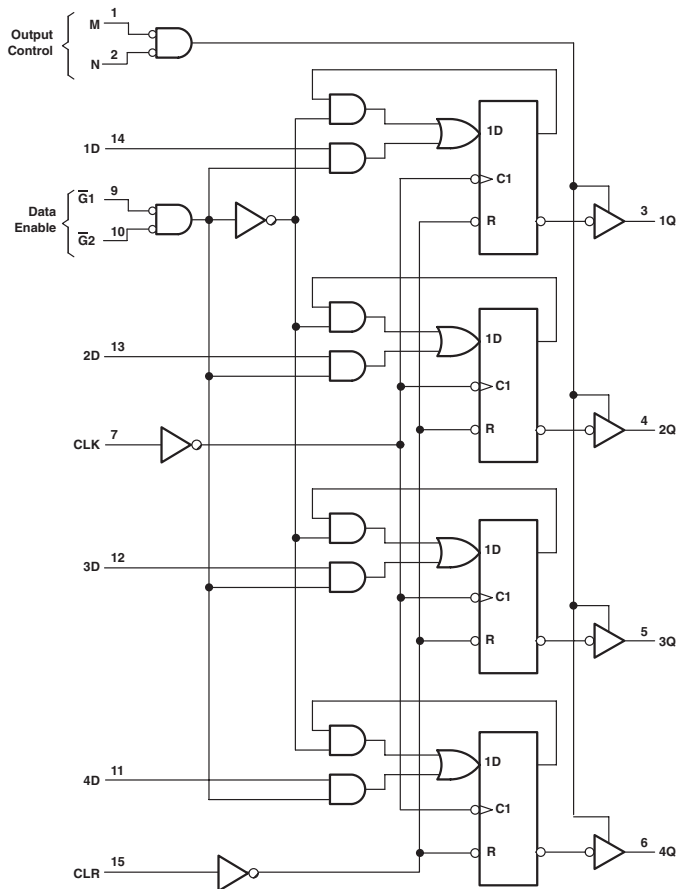 Output
Control
M 1
N 2
1D 14
Data
Enable
G̅1 9
G̅2 10
1D
C1
R
3 1Q
2D 13
1D
C1
R
4 2Q
CLK 7
3D 12
1D
C1
R
5 3Q
4D 11
1D
C1
R
6 4Q
CLR 15